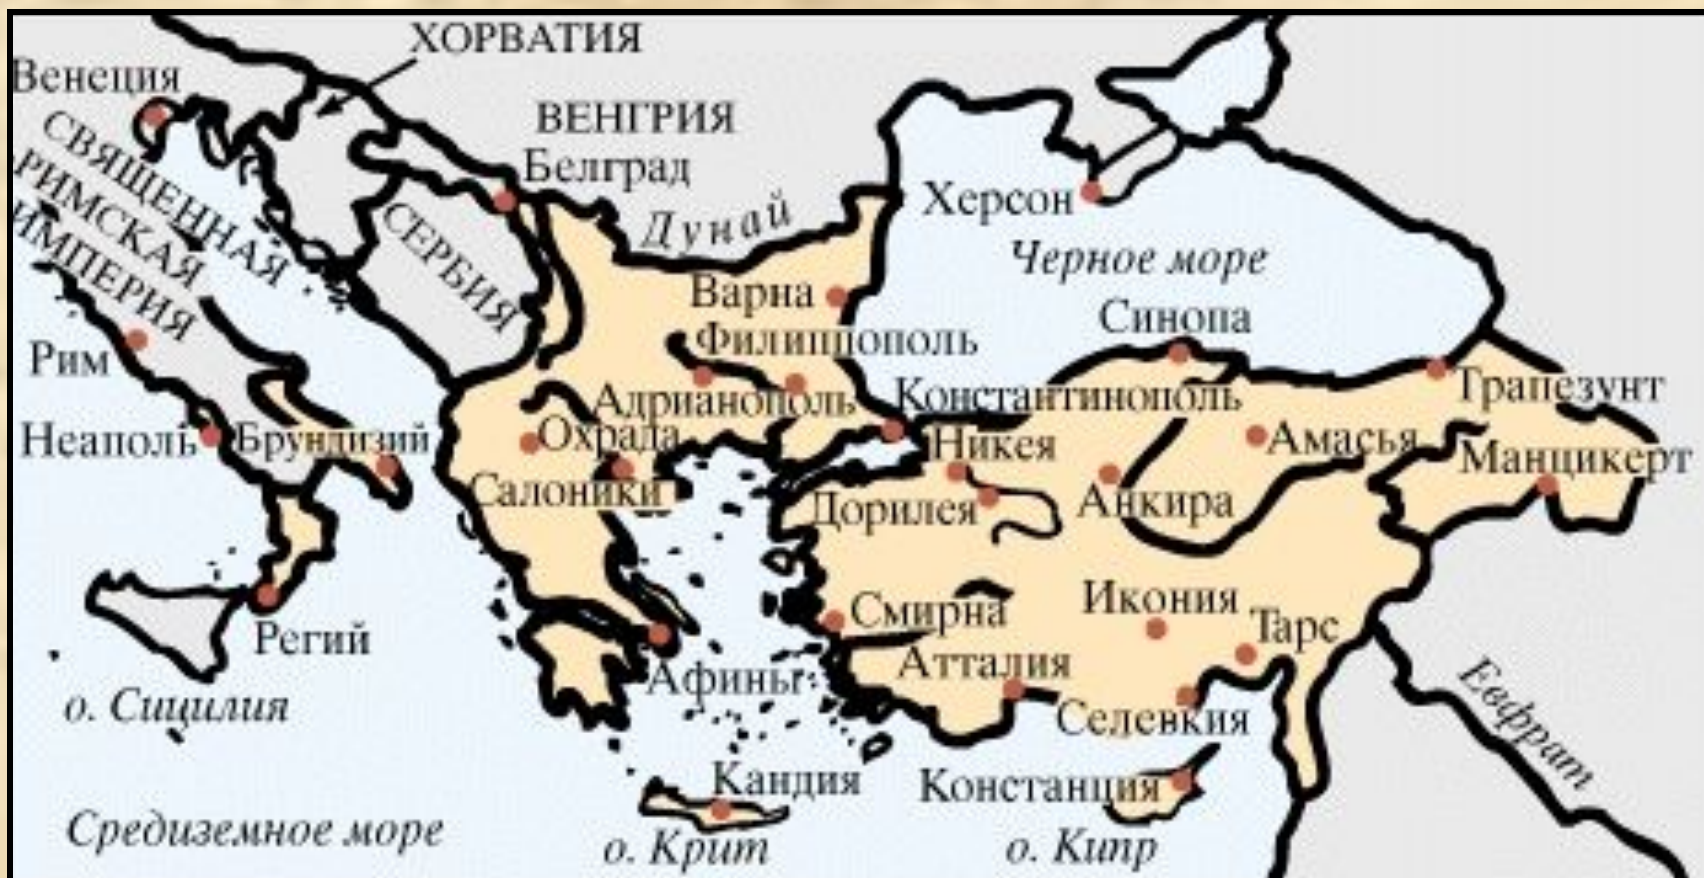 ХОРВАТИЯ
Венеция
ВЕНГРИЯ
Белград
СВЯЩЕННАЯ
РИМСКАЯ
ИМПЕРИЯ
СЕРБИЯ
Дунай
Херсон
Черное море
Варна
Синопа
Филиппополь
Рим
Адрианополь
Константинополь
Трапезунт
Неаполь
Брундизий
Охрада
Никея
Амасья
Манцикерт
Салоники
Дорилея
Анкира
Регий
Смирна
Икония
Тарс
Афины
Атталия
Селевкия
Евфрат
о. Сицилия
Кандия
Констанция
Средиземное море
о. Крит
о. Кипр